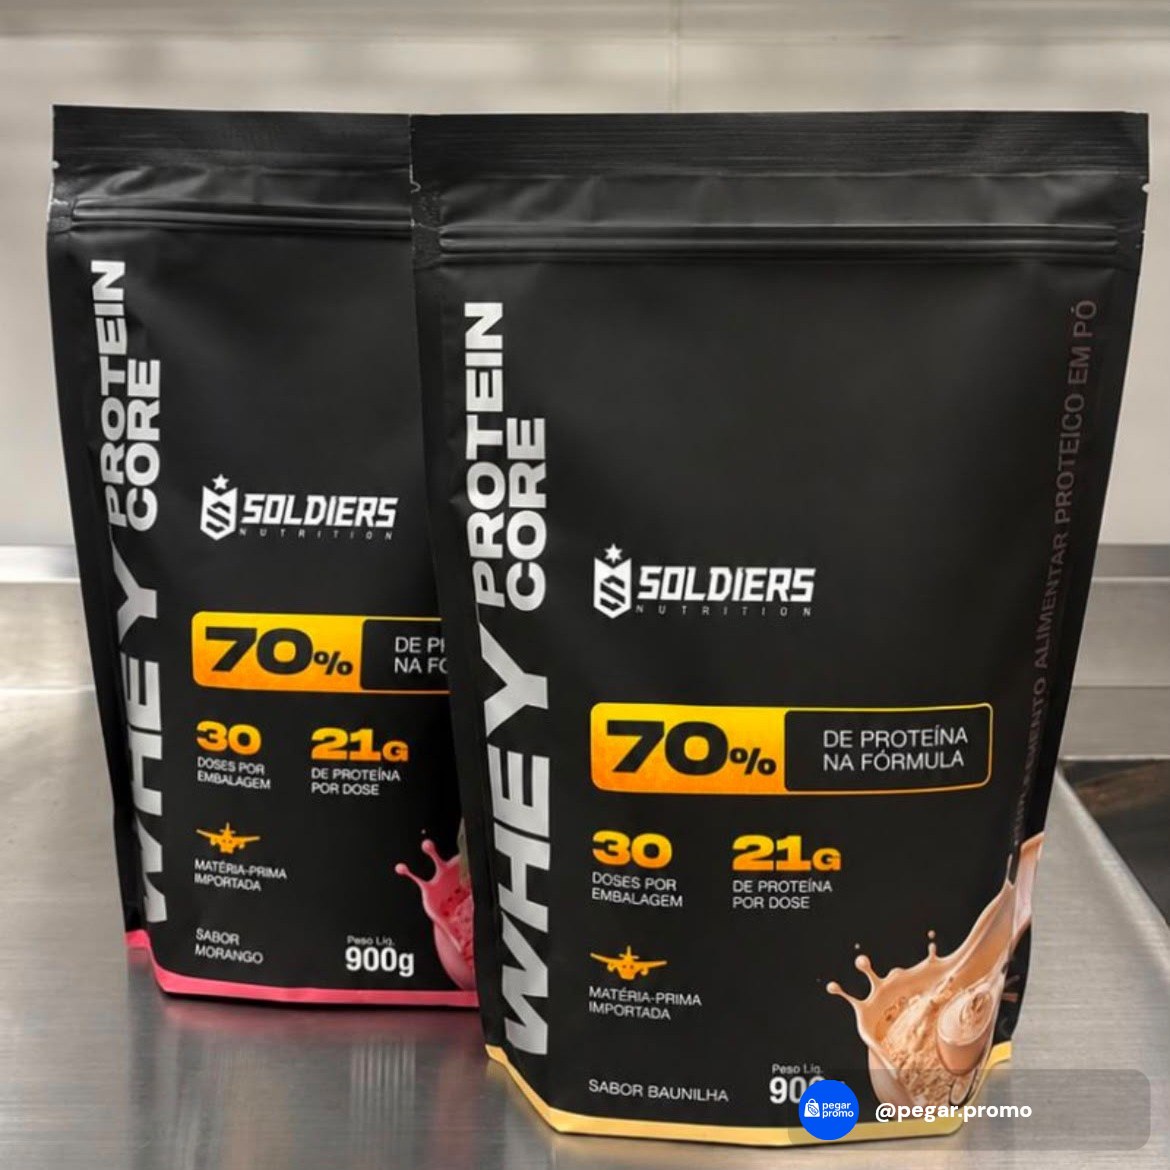 WHEY PROTEIN
CORE
SOLDIERS
NUTRITION
70%
NA
30
DOSES POR
EMBALAGEM
21G
DE PROTEÍNA
POR DOSE
MATÉRIA-PRIMA
IMPORTADA
SABOR
MORANGO
Peso Líq.
900g
WHEY PROTEIN
CORE
SOLDIERS
NUTRITION
70%
DE PROTEÍNA
NA FÓRMULA
30
DOSES POR
EMBALAGEM
21G
DE PROTEÍNA
POR DOSE
MATÉRIA-PRIMA
IMPORTADA
SABOR BAUNILHA
Peso Líq.
SUPLEMENTO ALIMENTAR PROTEICO EM PÓ
pegar
promo
@pegar.promo